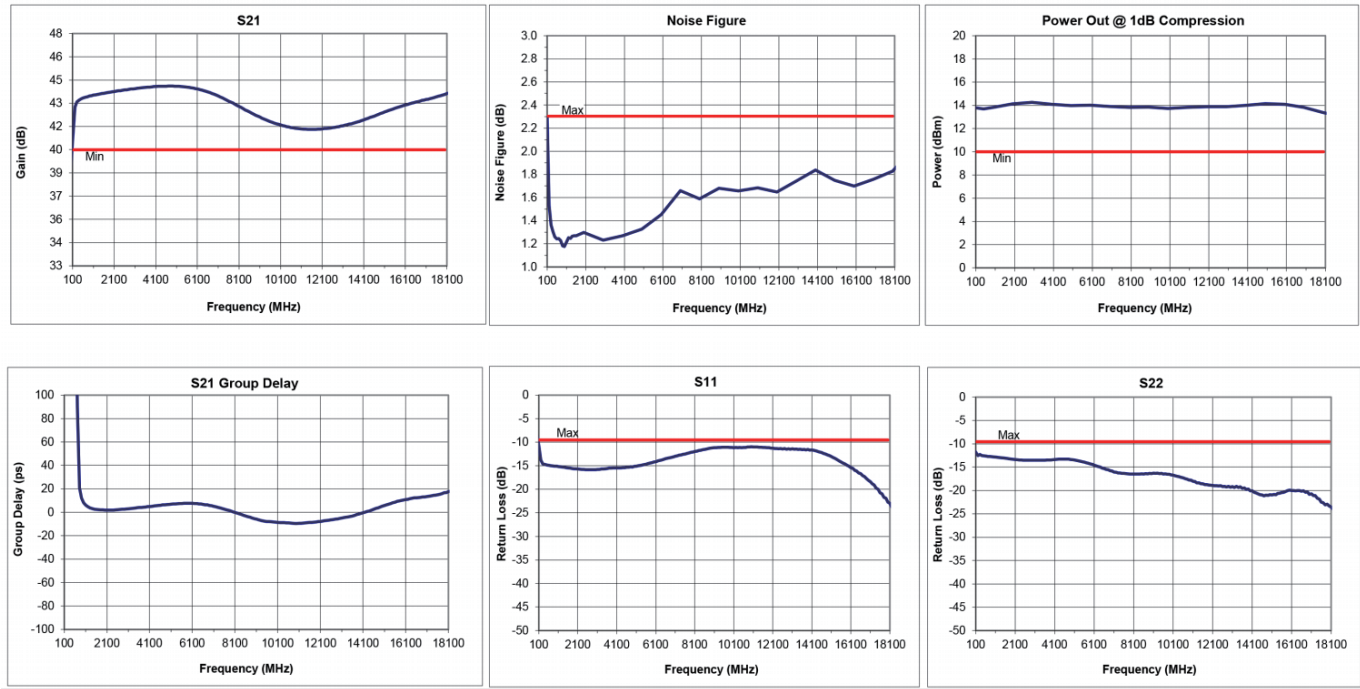 S21
48
46
45
43
42
40
39
37
36
34
33
Gain (dB)
Min
100 2100 4100 6100 8100 10100 12100 14100 16100 18100
Frequency (MHz)
Noise Figure
3.0
2.8
2.6
2.4
2.2
2.0
1.8
1.6
1.4
1.2
1.0
Noise Figure (dB)
Max
100 2100 4100 6100 8100 10100 12100 14100 16100 18100
Frequency (MHz)
Power Out @ 1dB Compression
20
18
16
14
12
10
8
6
4
2
0
Power (dBm)
Min
100 2100 4100 6100 8100 10100 12100 14100 16100 18100
Frequency (MHz)
S21 Group Delay
100
80
60
40
20
0
-20
-40
-60
-80
-100
Group Delay (ps)
100 2100 4100 6100 8100 10100 12100 14100 16100 18100
Frequency (MHz)
S11
0
-5
-10
-15
-20
-25
-30
-35
-40
-45
-50
Return Loss (dB)
Max
100 2100 4100 6100 8100 10100 12100 14100 16100 18100
Frequency (MHz)
S22
0
-5
-10
-15
-20
-25
-30
-35
-40
-45
-50
Return Loss (dB)
Max
100 2100 4100 6100 8100 10100 12100 14100 16100 18100
Frequency (MHz)